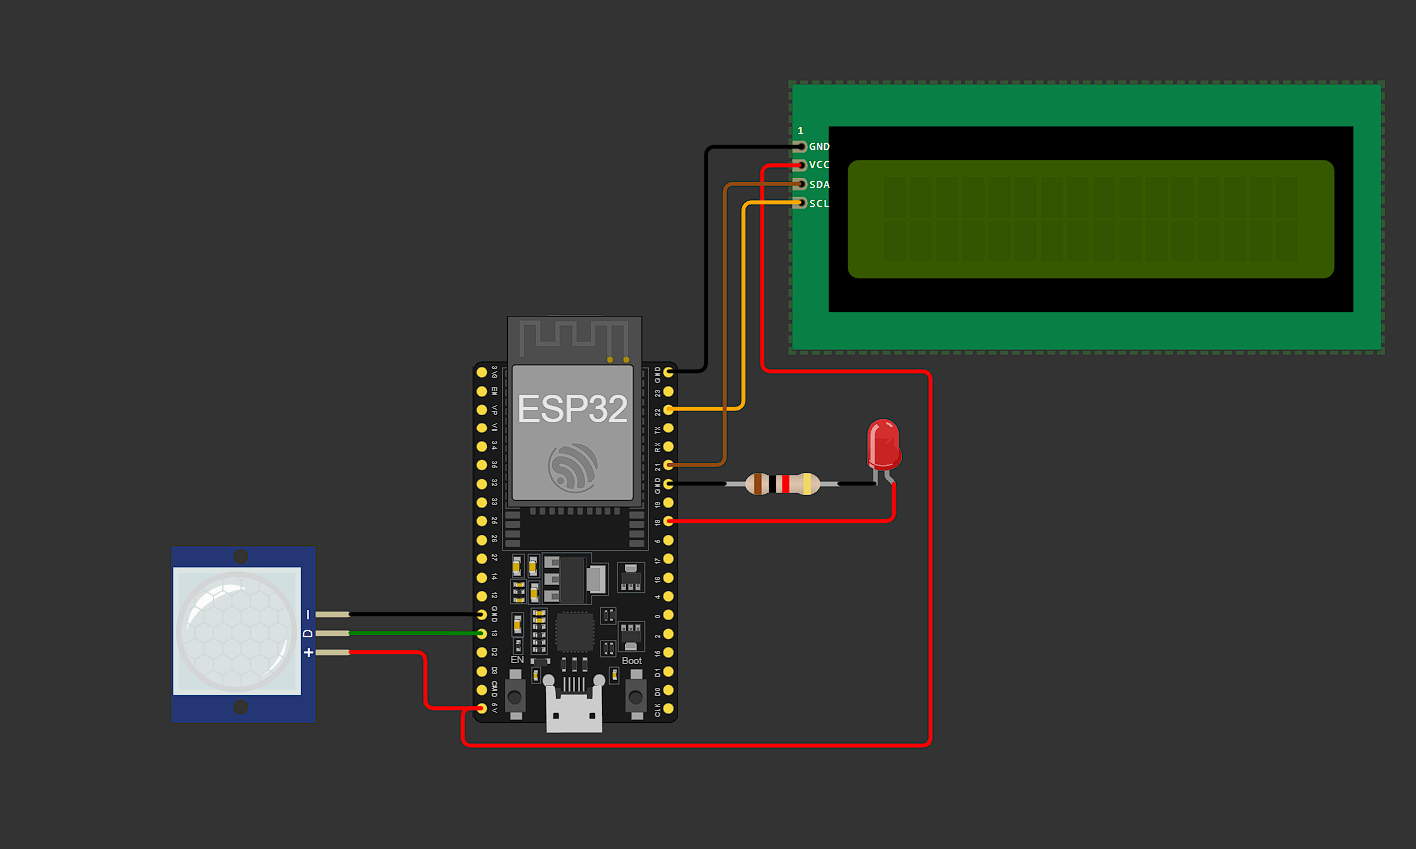 1
GND
VCC
SDA
SCL
ESP32
3V3
EN
VP
VN
34
35
32
33
25
26
27
14
12
GND
13
D2
D3
CMD
5V
GND
23
22
TX
RX
21
GND
19
18
5
17
16
4
0
2
15
D1
D0
CLK
EN
Boot
–
D
+